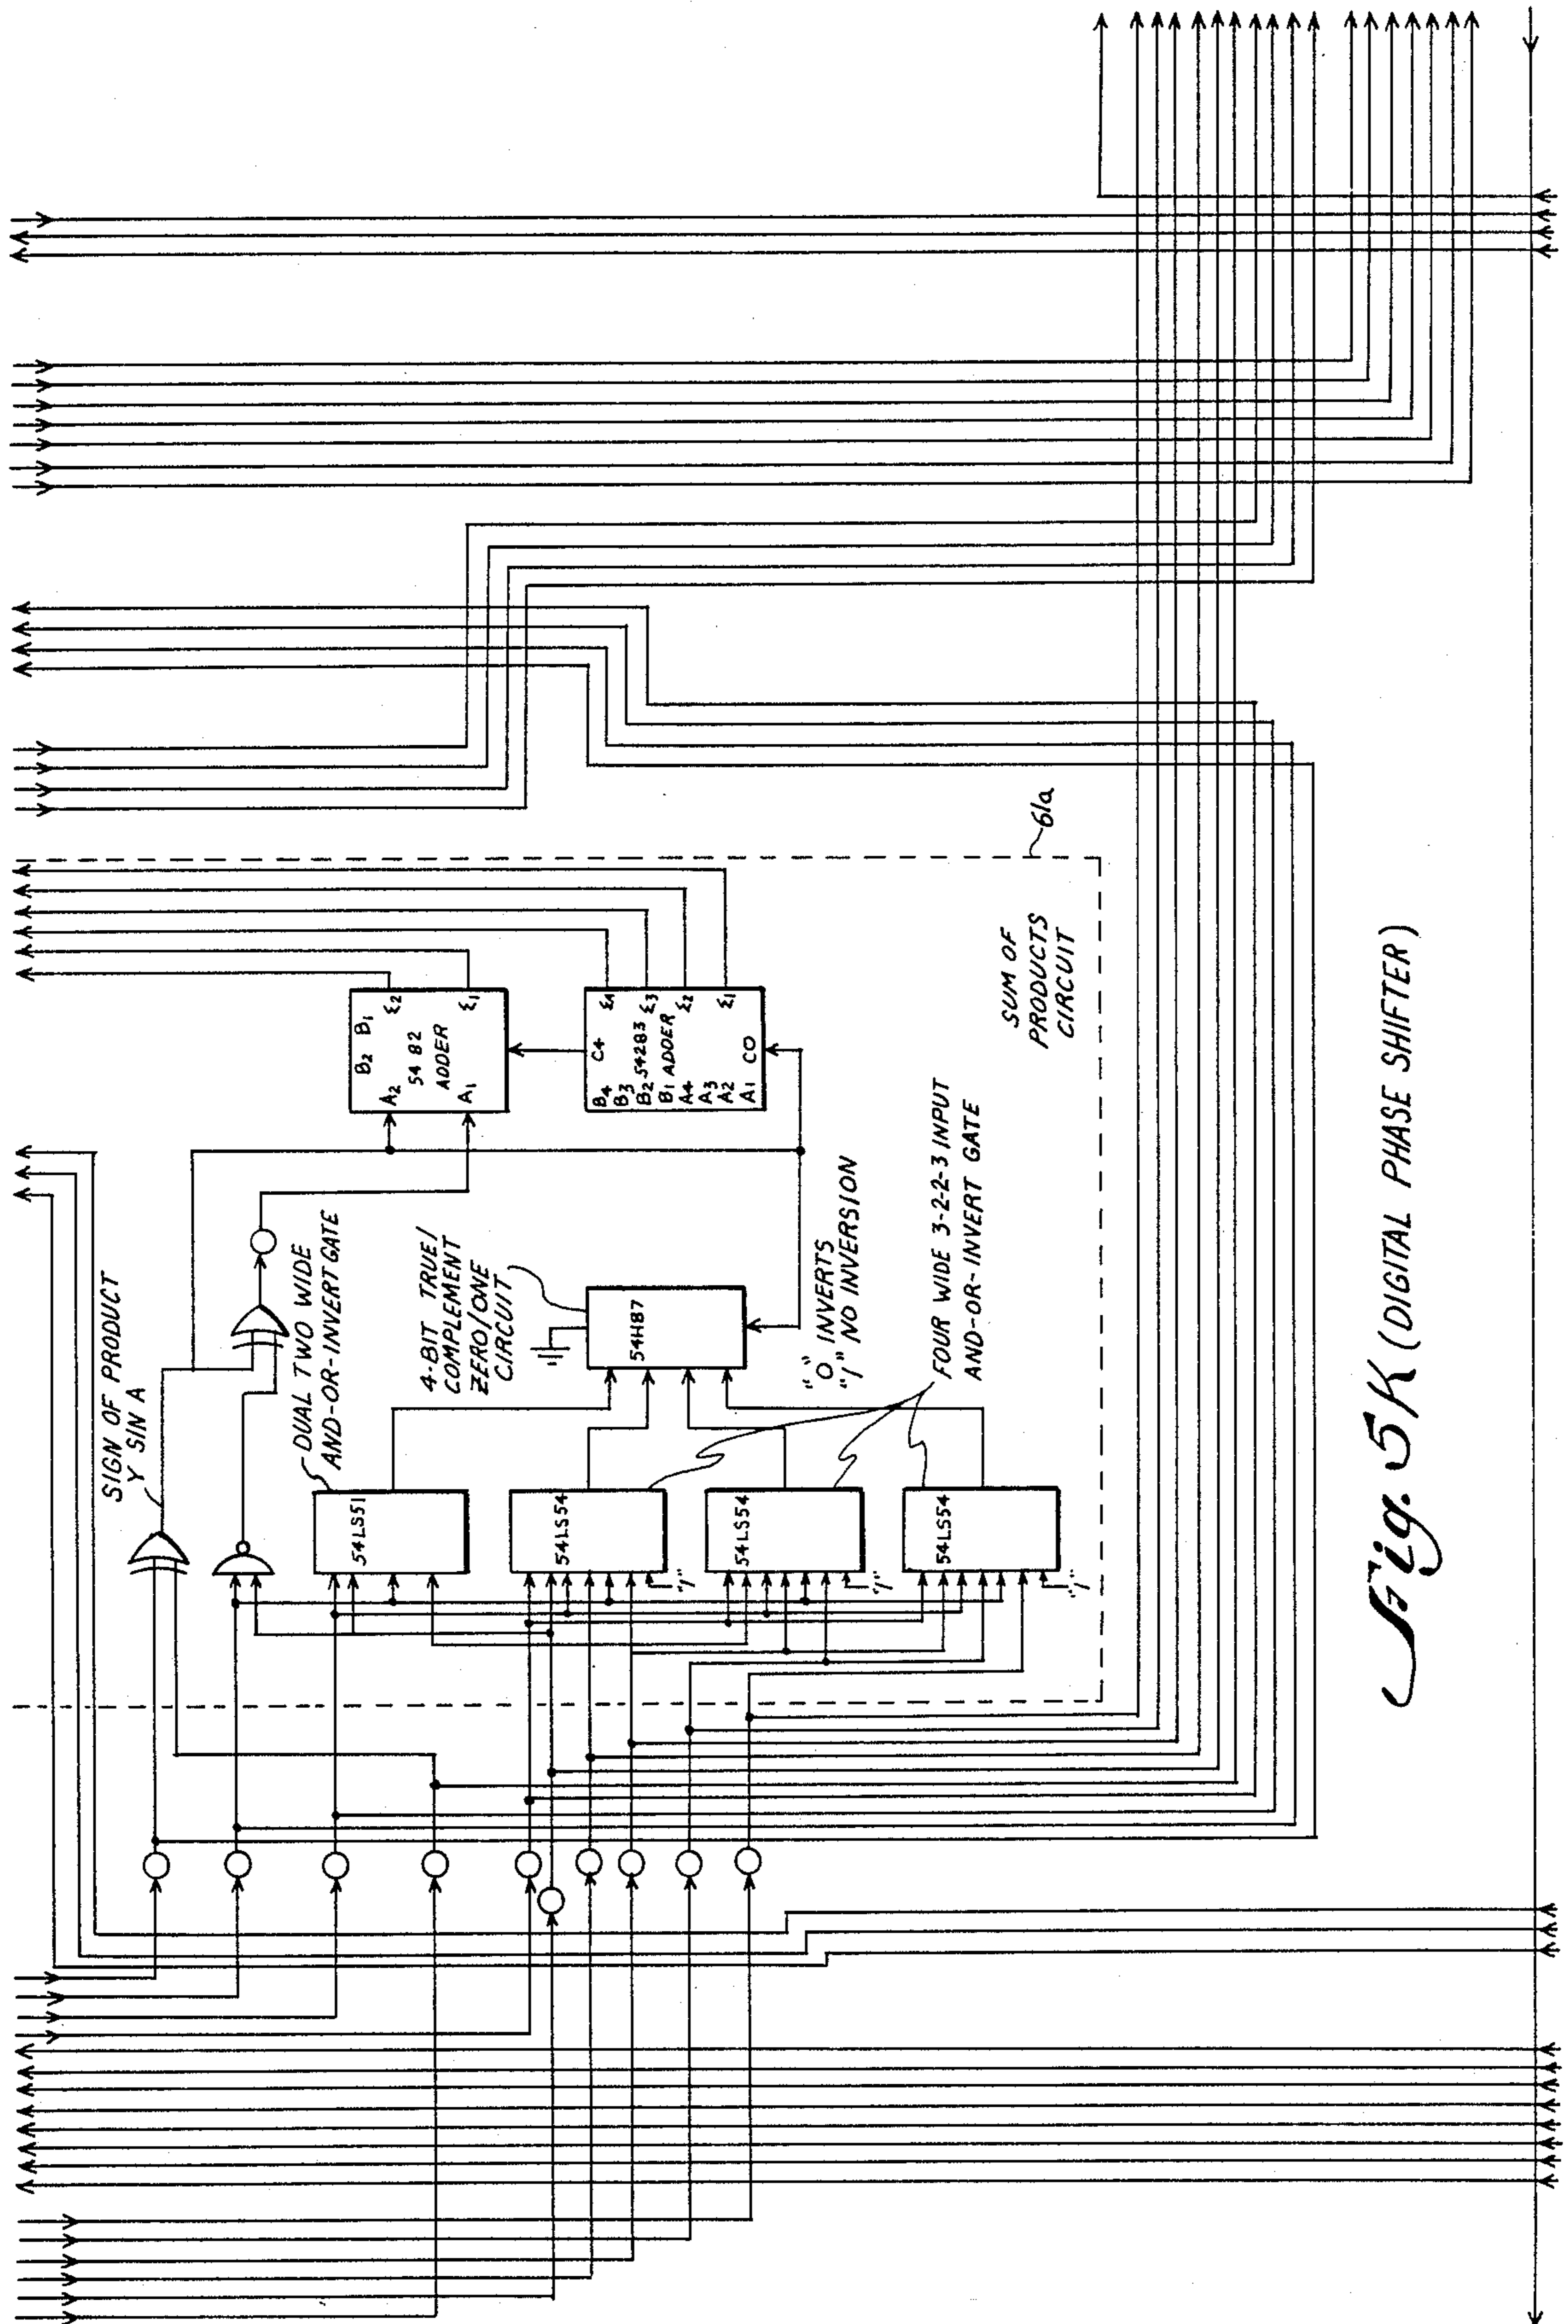 SIGN OF PRODUCT
Y SIN A
DUAL TWO WIDE
AND-OR-INVERT GATE
54LS51
54LS54
"1"
54LS54
"1"
54LS54
"1"
4-BIT TRUE/
COMPLEMENT
ZERO/ONE
CIRCUIT
54H87
"0" INVERTS
"1" NO INVERSION
FOUR WIDE 3-2-2-3 INPUT
AND-OR-INVERT GATE
B2 B1
A2 Σ2
54 82
ADDER
A1 Σ1
C4
B4 Σ4
B3
B2 54283 Σ3
B1 ADDER
A4 Σ2
A3
A2 Σ1
A1 CO
SUM OF
PRODUCTS
CIRCUIT
61a
Fig. 5K (DIGITAL PHASE SHIFTER)